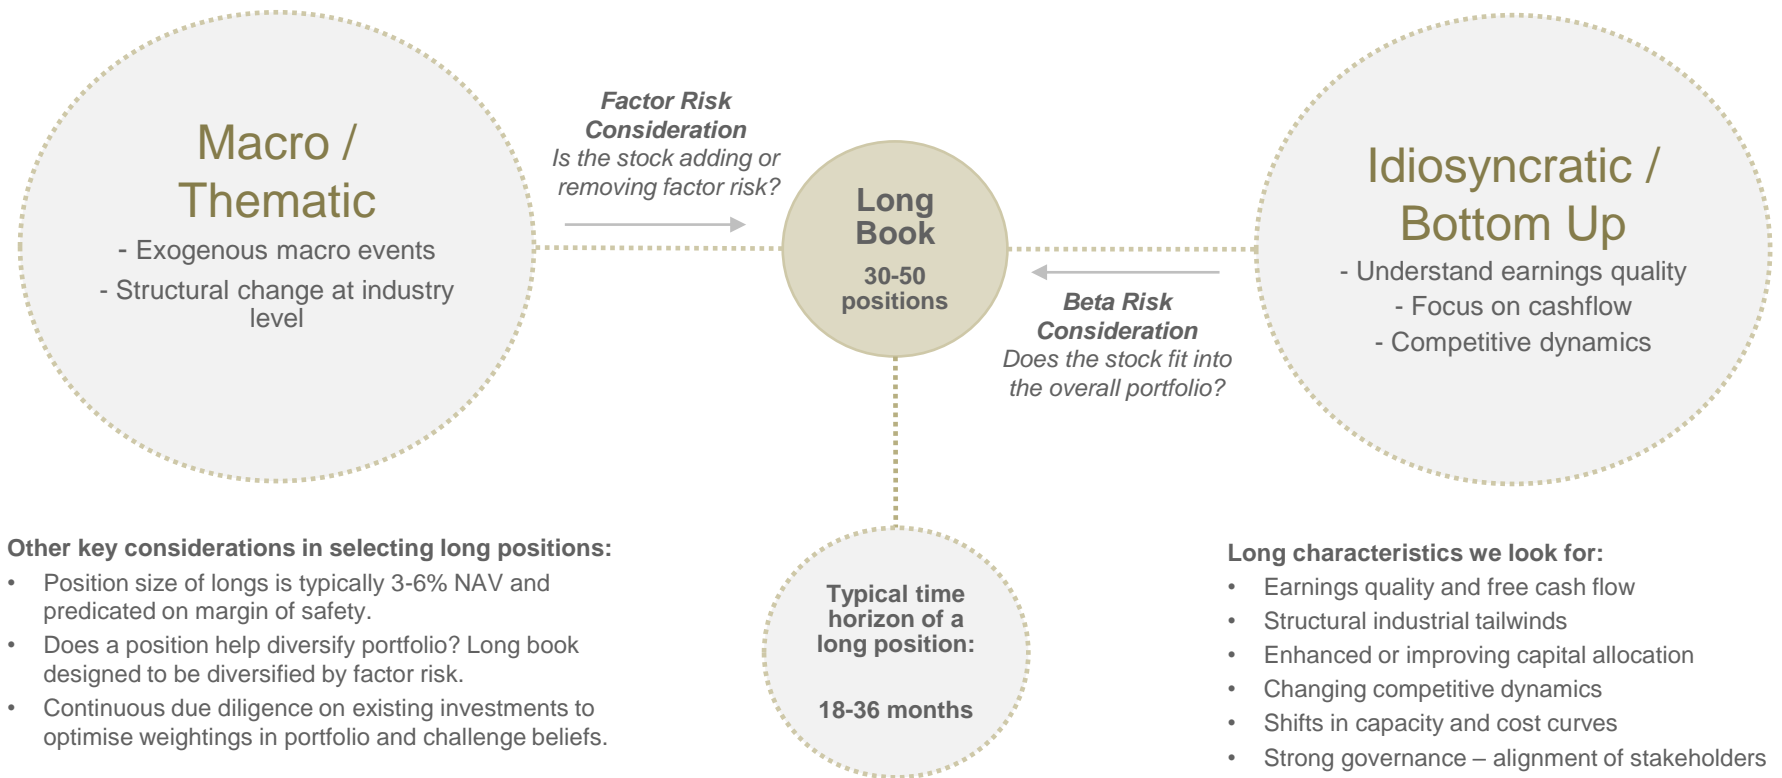 Macro /
Thematic
- Exogenous macro events
- Structural change at industry
level
Factor Risk
Consideration
Is the stock adding or
removing factor risk?
Long
Book
30-50
positions
Beta Risk
Consideration
Does the stock fit into
the overall portfolio?
Idiosyncratic /
Bottom Up
- Understand earnings quality
- Focus on cashflow
- Competitive dynamics
Other key considerations in selecting long positions:
• Position size of longs is typically 3-6% NAV and
predicated on margin of safety.
• Does a position help diversify portfolio? Long book
designed to be diversified by factor risk.
• Continuous due diligence on existing investments to
optimise weightings in portfolio and challenge beliefs.
Typical time
horizon of a
long position:
18-36 months
Long characteristics we look for:
• Earnings quality and free cash flow
• Structural industrial tailwinds
• Enhanced or improving capital allocation
• Changing competitive dynamics
• Shifts in capacity and cost curves
• Strong governance – alignment of stakeholders